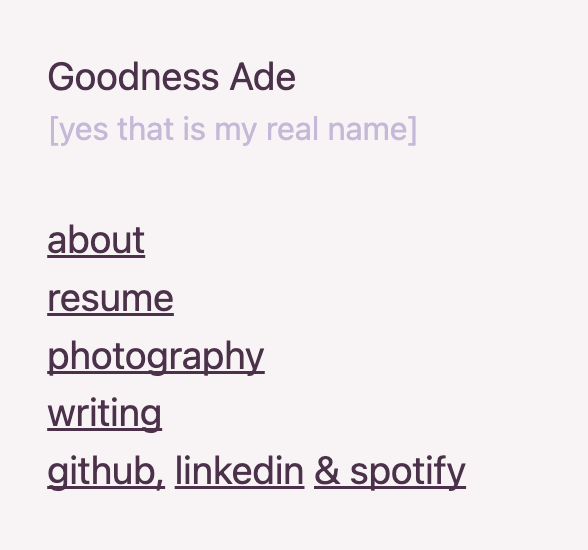 Goodness Ade
[yes that is my real name]
about
resume
photography
writing
github, linkedin & spotify